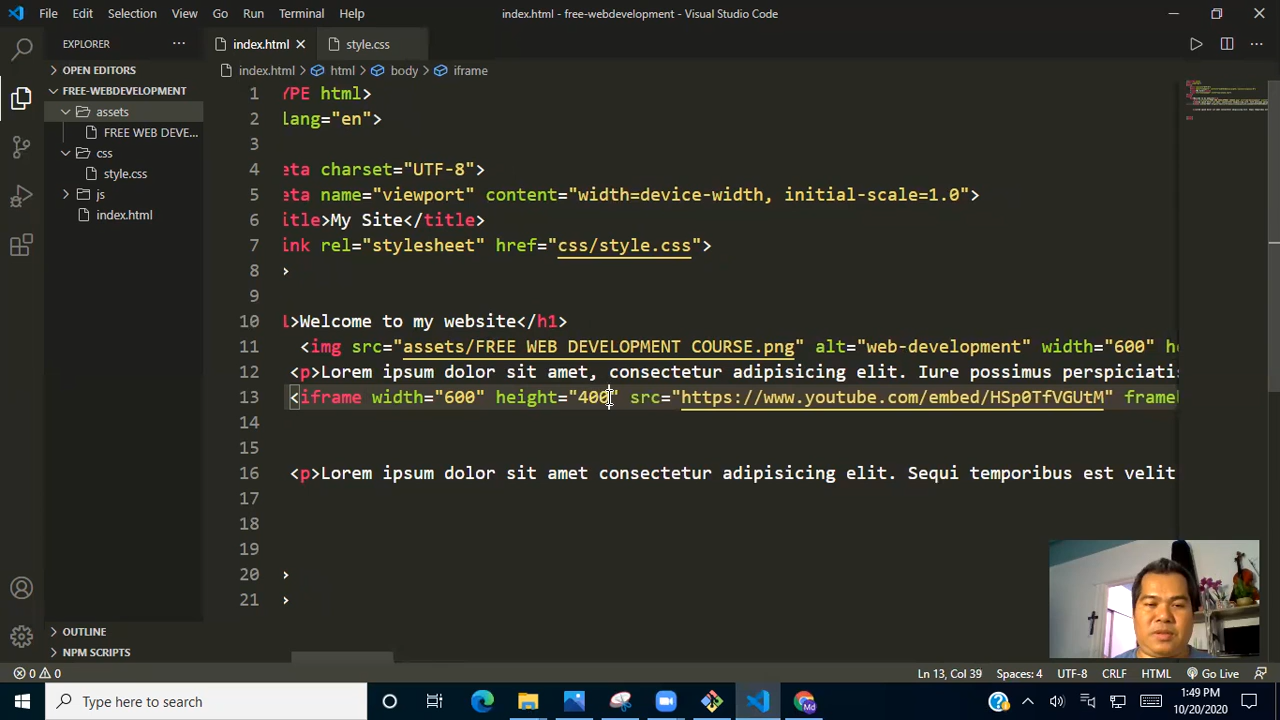 File Edit Selection View Go Run Terminal Help index.html - free-webdevelopment - Visual Studio Code
EXPLORER ··· index.html style.css
index.html > html > body > iframe
OPEN EDITORS
FREE-WEBDEVELOPMENT
assets
FREE WEB DEVE...
css
style.css
js
index.html
OUTLINE
NPM SCRIPTS
1 YPE html>
2 lang="en">
3
4 eta charset="UTF-8">
5 eta name="viewport" content="width=device-width, initial-scale=1.0">
6 itle>My Site</title>
7 ink rel="stylesheet" href="css/style.css">
8 >
9
10 1>Welcome to my website</h1>
11 <img src="assets/FREE WEB DEVELOPMENT COURSE.png" alt="web-development" width="600" he
12 <p>Lorem ipsum dolor sit amet, consectetur adipisicing elit. Iure possimus perspiciatis
13 <iframe width="600" height="400" src="https://www.youtube.com/embed/HSp0TfVGUtM" frameb
14
15
16 <p>Lorem ipsum dolor sit amet consectetur adipisicing elit. Sequi temporibus est velit
17
18
19
20 >
21 >
0 0 Ln 13, Col 39 Spaces: 4 UTF-8 CRLF HTML Go Live
Type here to search
1:49 PM
10/20/2020